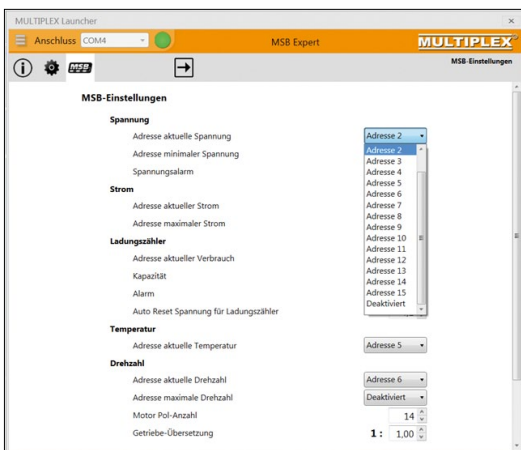 MULTIPLEX Launcher
Anschluss COM4
MSB Expert
MULTIPLEX
MSB
MSB-Einstellungen
MSB-Einstellungen
Spannung
Adresse aktuelle Spannung Adresse 2
Adresse minimaler Spannung
Spannungsalarm
Adresse 2
Adresse 3
Adresse 4
Adresse 5
Adresse 6
Adresse 7
Adresse 8
Adresse 9
Adresse 10
Adresse 11
Adresse 12
Adresse 13
Adresse 14
Adresse 15
Deaktiviert
Strom
Adresse aktueller Strom
Adresse maximaler Strom
Ladungszähler
Adresse aktueller Verbrauch
Kapazität
Alarm
Auto Reset Spannung für Ladungszähler
Temperatur
Adresse aktuelle Temperatur Adresse 5
Drehzahl
Adresse aktuelle Drehzahl Adresse 6
Adresse maximale Drehzahl Deaktiviert
Motor Pol-Anzahl 14
Getriebe-Übersetzung 1 : 1,00